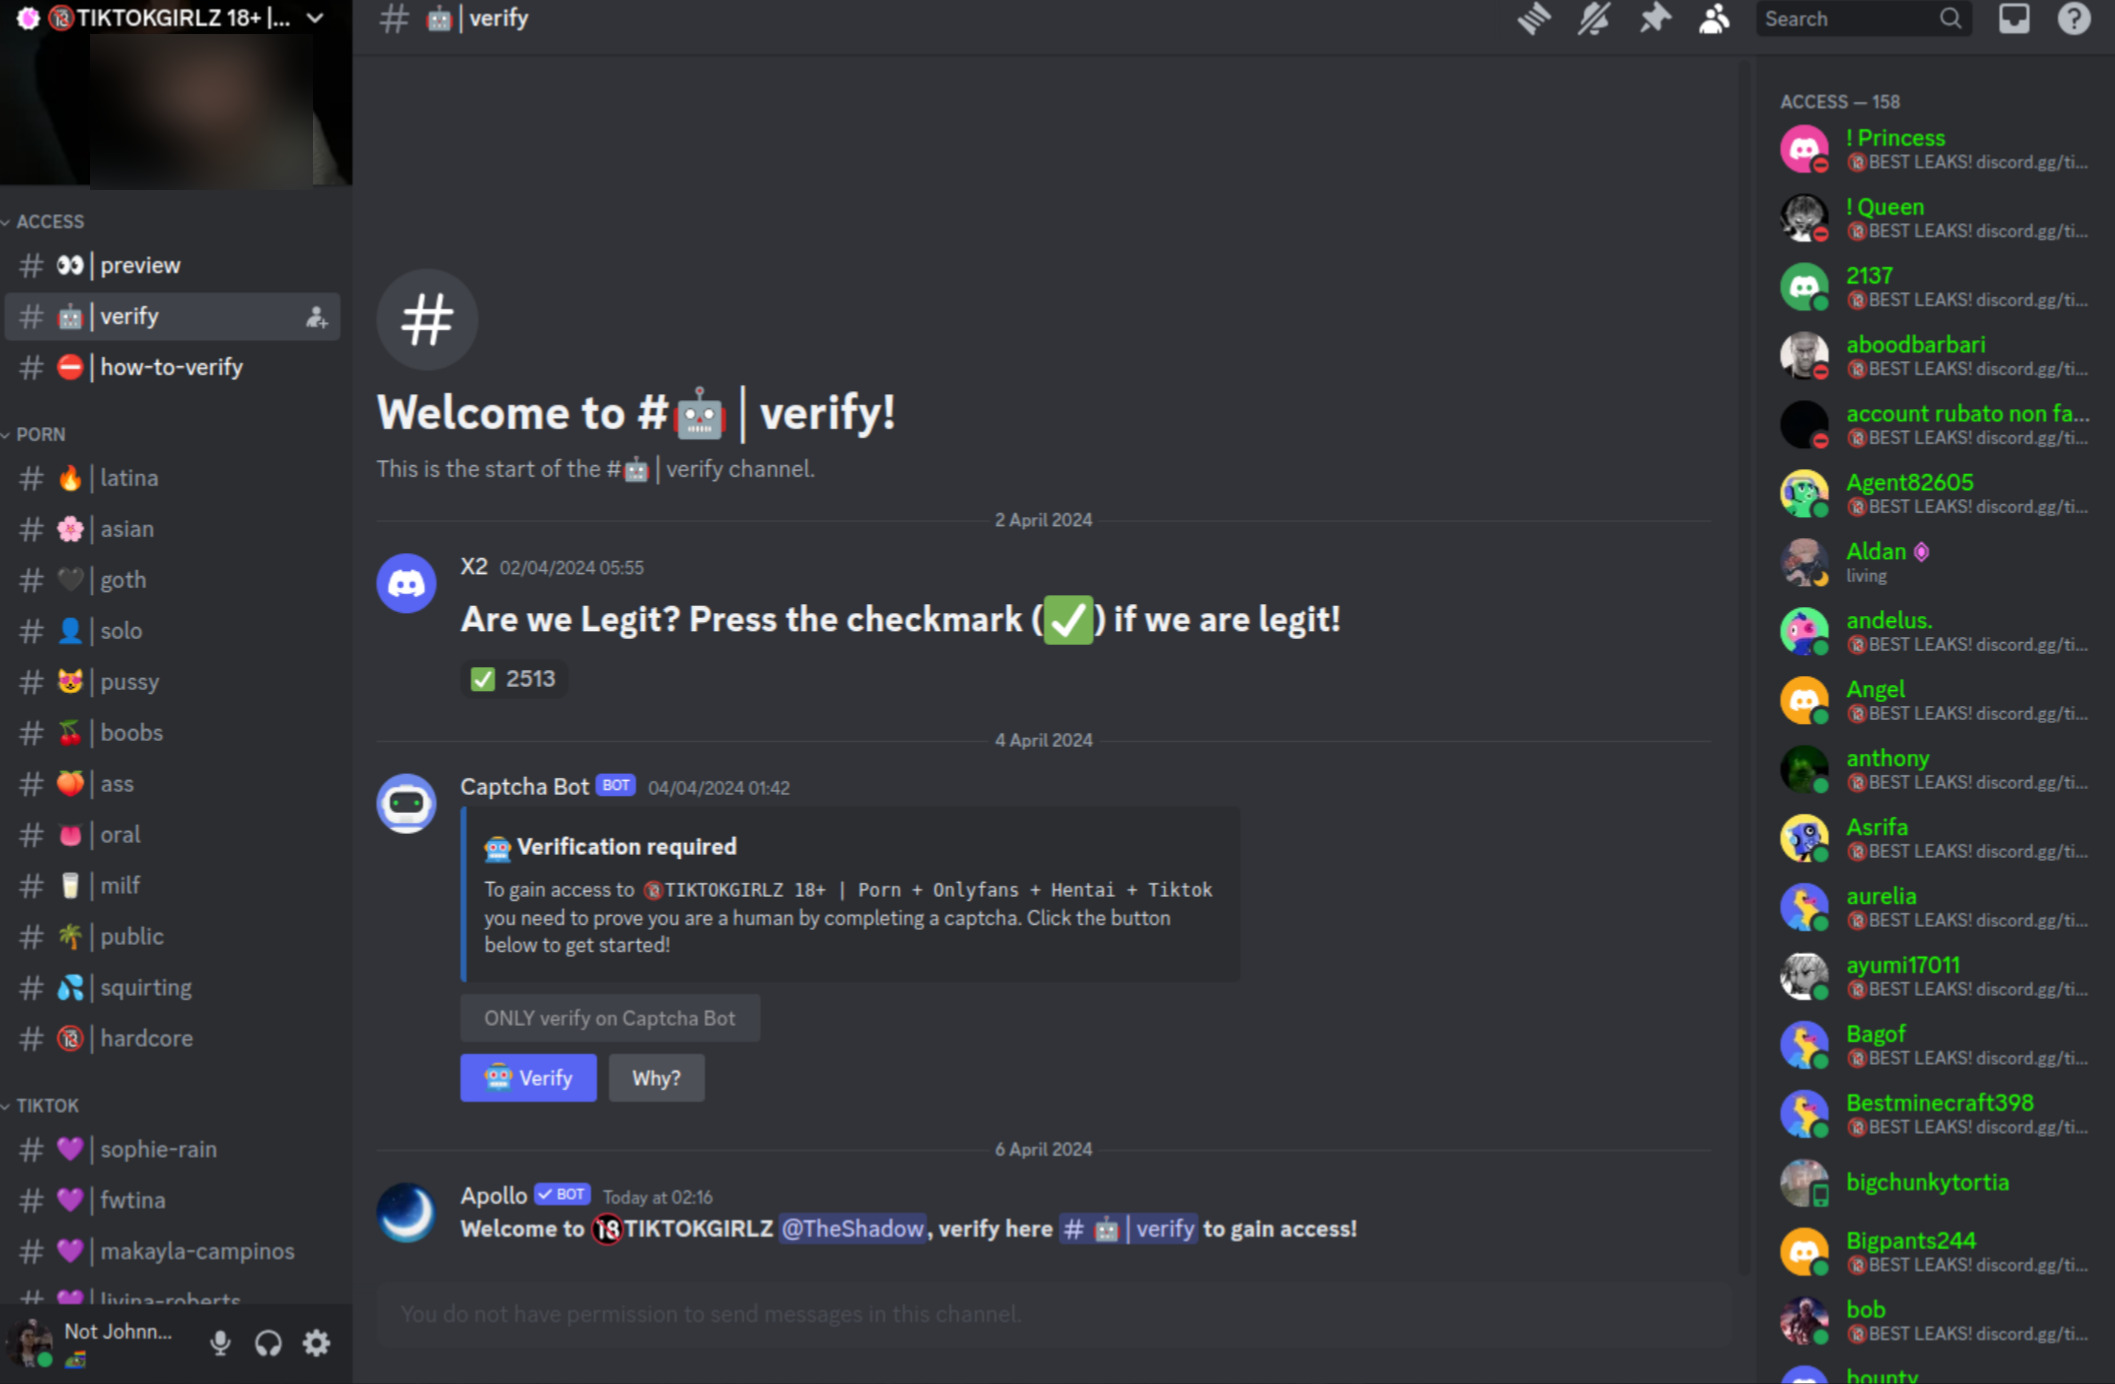 TIKTOKGIRLZ 18+ |...
ACCESS
preview
verify
how-to-verify
PORN
latina
asian
goth
solo
pussy
boobs
ass
oral
milf
public
squirting
hardcore
TIKTOK
sophie-rain
fwtina
makayla-campinos
livina-roberts
Not Johnn...
# | verify
Search
Welcome to # | verify!
This is the start of the # | verify channel.
2 April 2024
X2 02/04/2024 05:55
Are we Legit? Press the checkmark (✅) if we are legit!
✅ 2513
4 April 2024
Captcha Bot BOT 04/04/2024 01:42
Verification required
To gain access to 🔞TIKTOKGIRLZ 18+ | Porn + Onlyfans + Hentai + Tiktok
you need to prove you are a human by completing a captcha. Click the button
below to get started!
ONLY verify on Captcha Bot
Verify
Why?
6 April 2024
Apollo ✓ BOT Today at 02:16
Welcome to 🔞TIKTOKGIRLZ @TheShadow, verify here # 🤖 | verify to gain access!
You do not have permission to send messages in this channel.
ACCESS — 158
! Princess
🔞BEST LEAKS! discord.gg/ti...
! Queen
🔞BEST LEAKS! discord.gg/ti...
2137
🔞BEST LEAKS! discord.gg/ti...
aboodbarbari
🔞BEST LEAKS! discord.gg/ti...
account rubato non fa...
🔞BEST LEAKS! discord.gg/ti...
Agent82605
🔞BEST LEAKS! discord.gg/ti...
Aldan
living
andelus.
🔞BEST LEAKS! discord.gg/ti...
Angel
🔞BEST LEAKS! discord.gg/ti...
anthony
🔞BEST LEAKS! discord.gg/ti...
Asrifa
🔞BEST LEAKS! discord.gg/ti...
aurelia
🔞BEST LEAKS! discord.gg/ti...
ayumi17011
🔞BEST LEAKS! discord.gg/ti...
Bagof
🔞BEST LEAKS! discord.gg/ti...
Bestminecraft398
🔞BEST LEAKS! discord.gg/ti...
bigchunkytortia
Bigpants244
🔞BEST LEAKS! discord.gg/ti...
bob
🔞BEST LEAKS! discord.gg/ti...
bounty